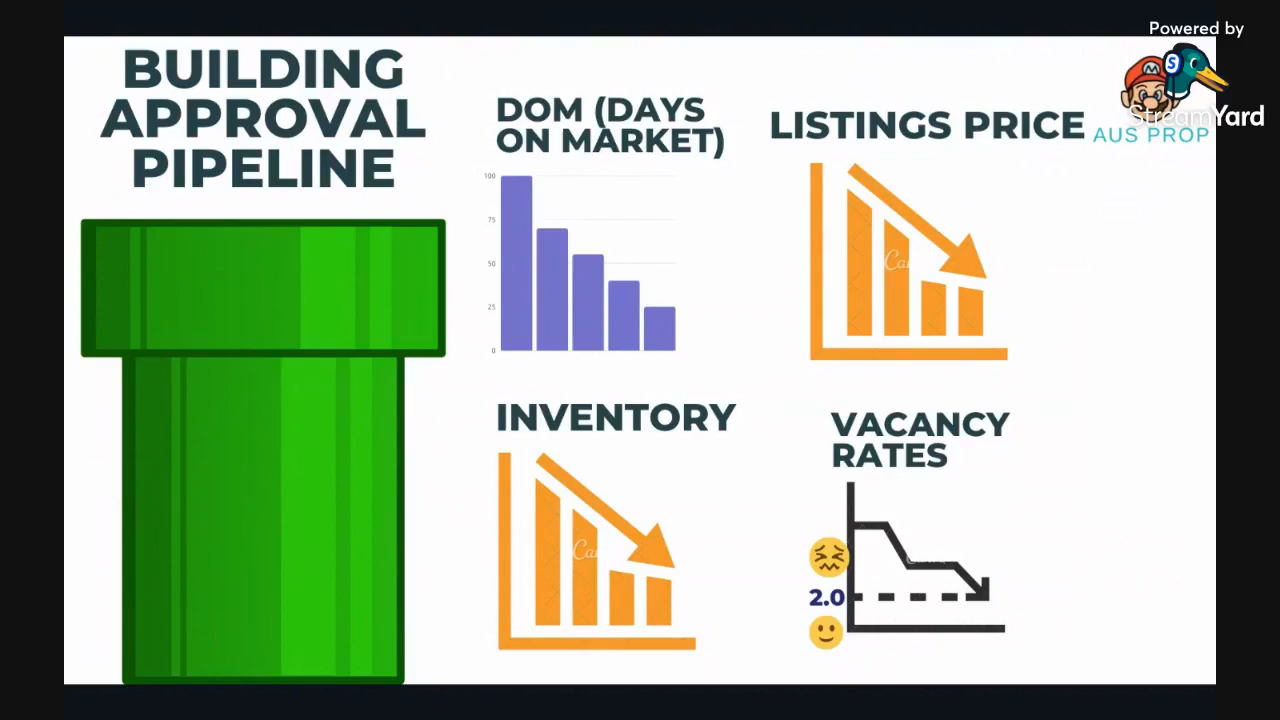 Powered by
StreamYard
AUS PROP
BUILDING
APPROVAL
PIPELINE
DOM (DAYS
ON MARKET)
100
75
50
25
0
LISTINGS PRICE
INVENTORY
VACANCY
RATES
2.0